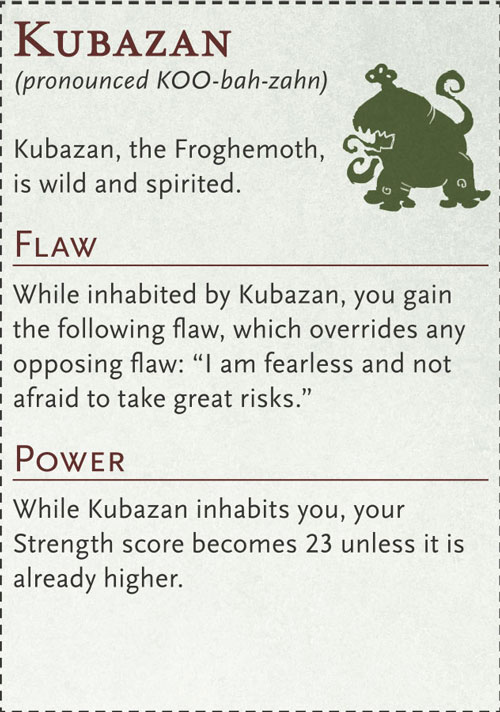 Kubazan
(pronounced KOO-bah-zahn)
Kubazan, the Froghemoth,
is wild and spirited.
Flaw
While inhabited by Kubazan, you gain
the following flaw, which overrides any
opposing flaw: “I am fearless and not
afraid to take great risks.”
Power
While Kubazan inhabits you, your
Strength score becomes 23 unless it is
already higher.